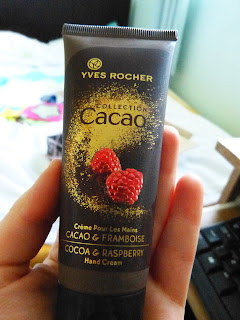 YVES ROCHER
COLLECTION
Cacao
Crème Pour Les Mains
CACAO & FRAMBOISE
COCOA & RASPBERRY
Hand Cream